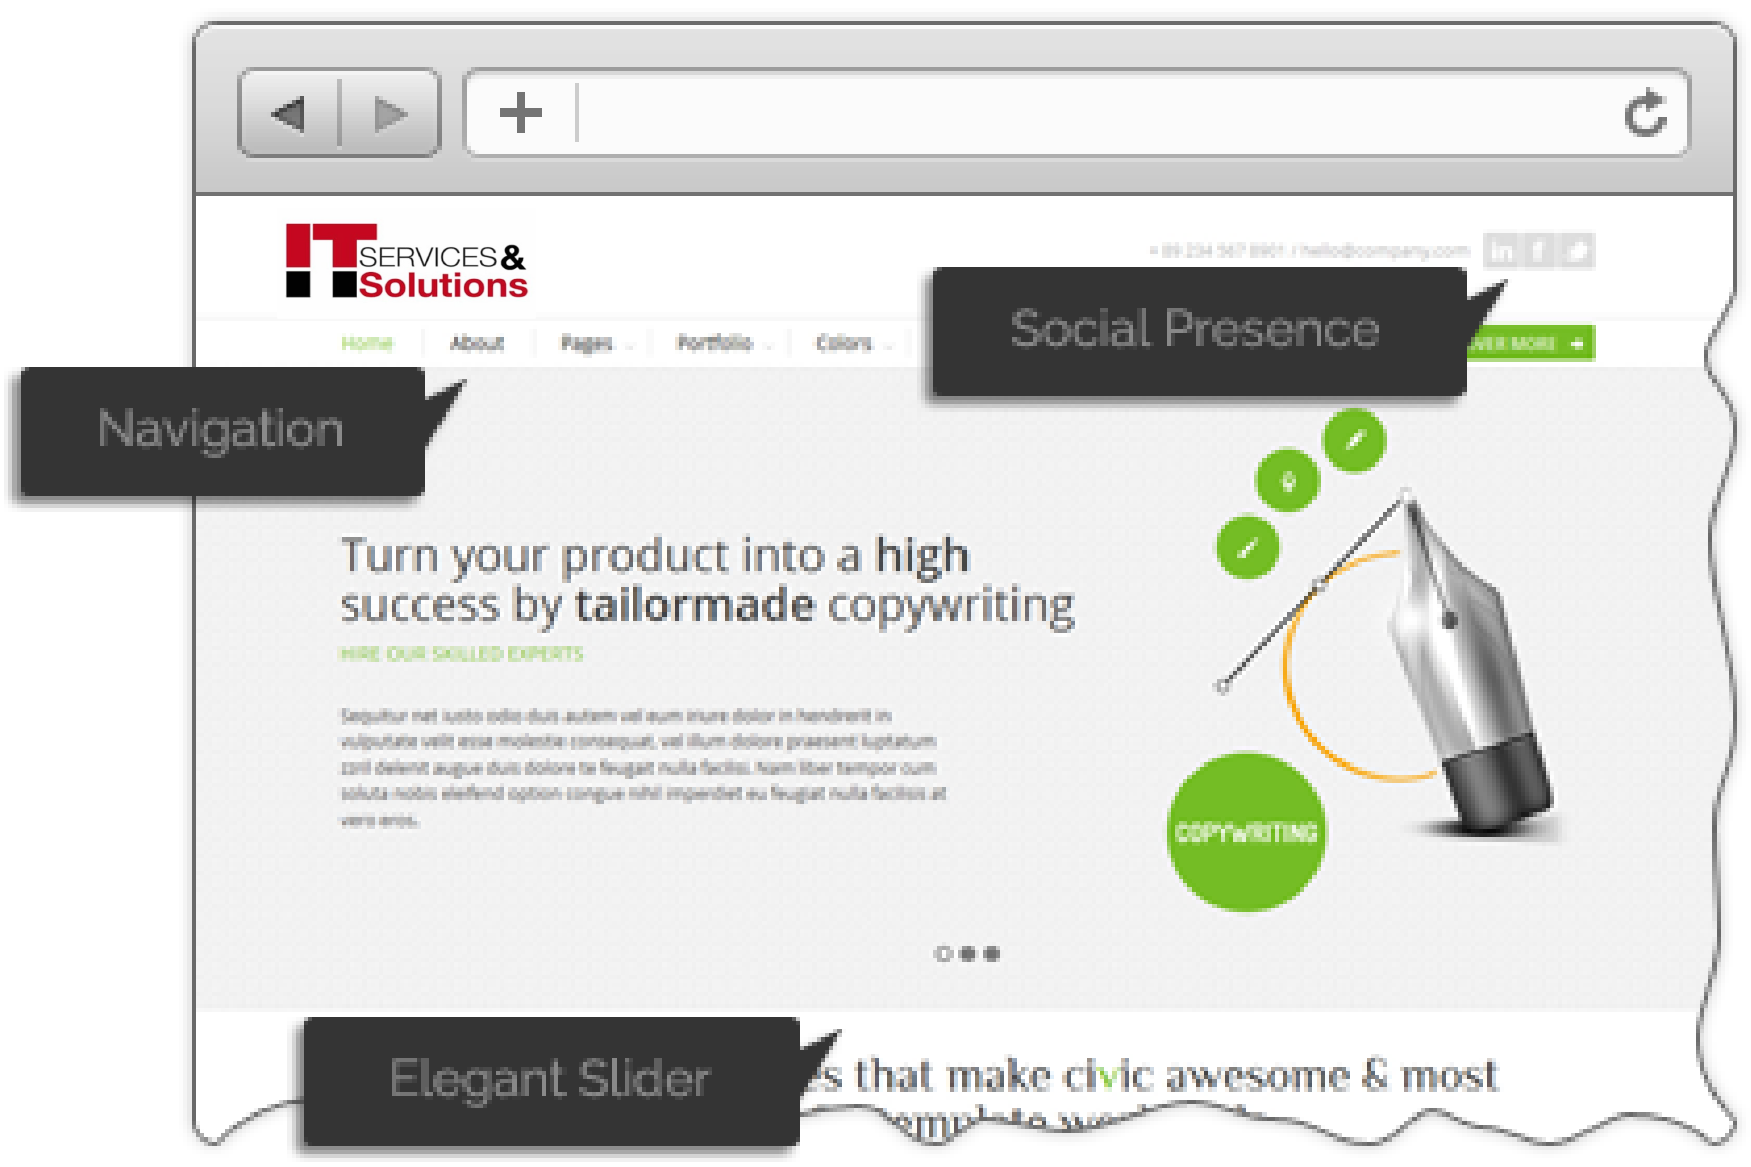 IT SERVICES &
Solutions
+ 89 234 567 8901 / hello@company.com
in f
Social Presence
Home About Pages Portfolio Colors
VER MORE
Navigation
Turn your product into a high
success by tailormade copywriting
HIRE OUR SKILLED EXPERTS
Sequitur net iusto odio duis autem vel eum iriure dolor in hendrerit in
vulputate velit esse molestie consequat, vel illum dolore praesent luptatum
zzril delenit augue duis dolore te feugait nulla facilisi. Nam liber tempor cum
soluta nobis eleifend option congue nihil imperdiet eu feugiat nulla facilisis at
vero eros.
COPYWRITING
Elegant Slider
es that make civic awesome & most